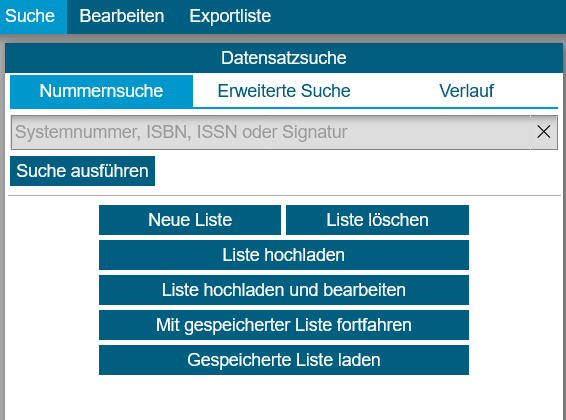 Suche Bearbeiten Exportliste
Datensatzsuche
Nummernsuche Erweiterte Suche Verlauf
Systemnummer, ISBN, ISSN oder Signatur
Suche ausführen
Neue Liste Liste löschen
Liste hochladen
Liste hochladen und bearbeiten
Mit gespeicherter Liste fortfahren
Gespeicherte Liste laden